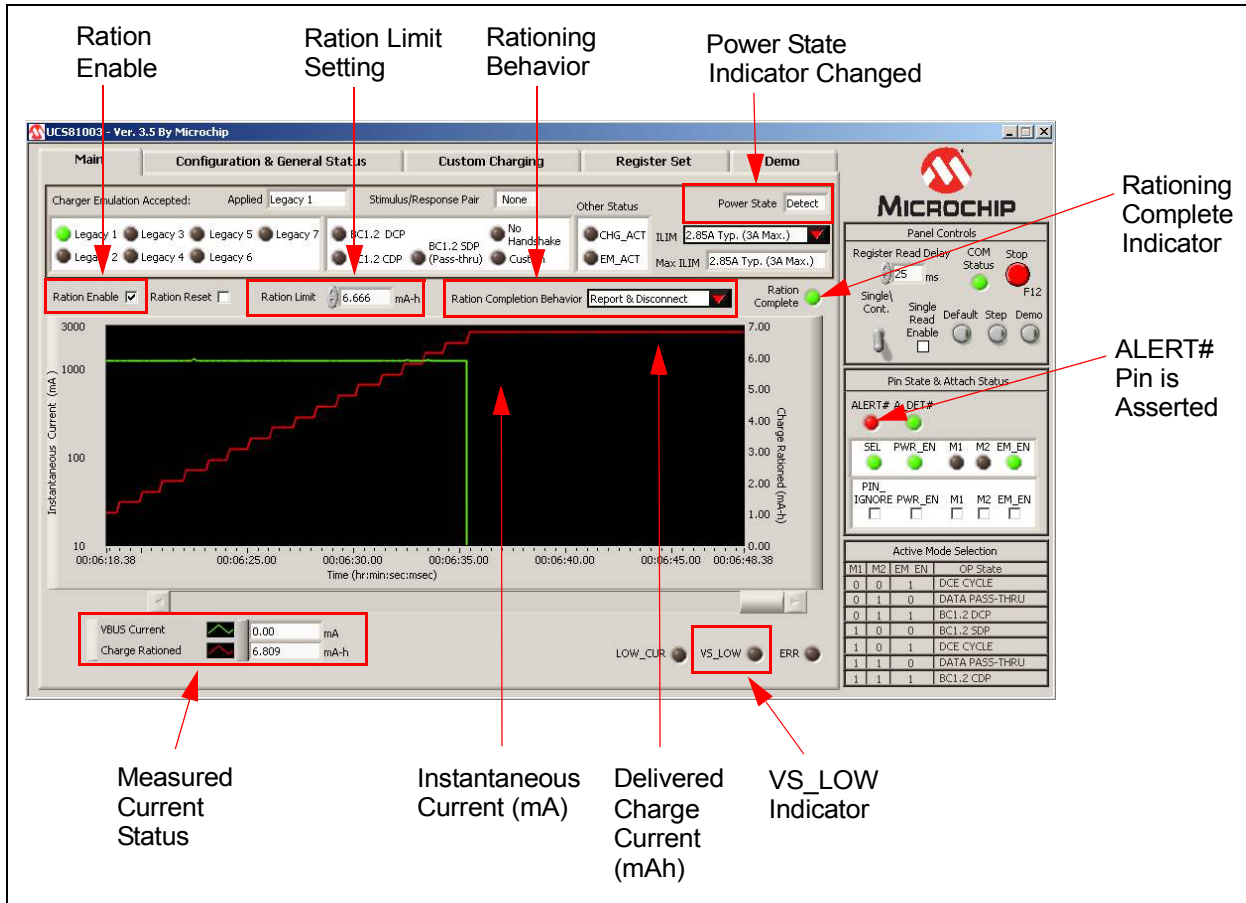 Ration
Enable
Ration Limit
Setting
Rationing
Behavior
Power State
Indicator Changed
UCS81003 - Ver. 3.5 By Microchip
Main
Configuration & General Status
Custom Charging
Register Set
Demo
Charger Emulation Accepted:
Applied Legacy 1
Stimulus/Response Pair None
Other Status
Power State Detect
Legacy 1 Legacy 3 Legacy 5 Legacy 7
Legacy 2 Legacy 4 Legacy 6
BC1.2 DCP
BC1.2 CDP
BC1.2 SDP
(Pass-thru)
No
Handshake
Custom
CHG_ACT
EM_ACT
ILIM 2.85A Typ. (3A Max.)
Max ILIM 2.85A Typ. (3A Max.)
Ration Enable
Ration Reset
Ration Limit 6.666 mA-h
Ration Completion Behavior Report & Disconnect
Ration
Complete
3000
1000
100
10
Instantaneous Current (mA)
7.00
6.00
5.00
4.00
3.00
2.00
1.00
0.00
Charge Rationed (mA-h)
00:06:18.38 00:06:25.00 00:06:30.00 00:06:35.00 00:06:40.00 00:06:45.00 00:06:48.38
Time (hr:min:sec:msec)
VBUS Current 0.00 mA
Charge Rationed 6.809 mA-h
LOW_CUR VS_LOW ERR
MICROCHIP
Panel Controls
Register Read Delay
25 ms
COM
Status
Stop
F12
Single\
Cont.
Single
Read
Enable
Default Step Demo
Pin State & Attach Status
ALERT# A_DET#
SEL PWR_EN M1 M2 EM_EN
PIN_
IGNORE PWR_EN M1 M2 EM_EN
Active Mode Selection
M1 M2 EM_EN OP State
0 0 1 DCE CYCLE
0 1 0 DATA PASS-THRU
0 1 1 BC1.2 DCP
1 0 0 BC1.2 SDP
1 0 1 DCE CYCLE
1 1 0 DATA PASS-THRU
1 1 1 BC1.2 CDP
Rationing
Complete
Indicator
ALERT#
Pin is
Asserted
Measured
Current
Status
Instantaneous
Current (mA)
Delivered
Charge
Current
(mAh)
VS_LOW
Indicator